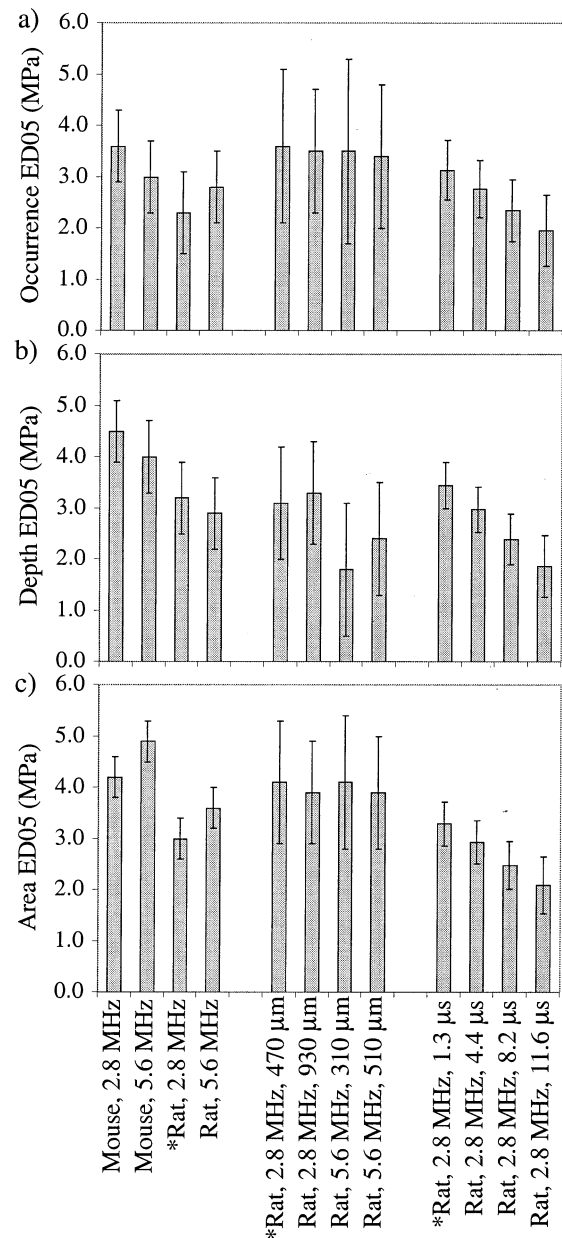 a)
6.0
5.0
4.0
3.0
2.0
1.0
0.0
Occurrence ED05 (MPa)
b)
6.0
5.0
4.0
3.0
2.0
1.0
0.0
Depth ED05 (MPa)
c)
6.0
5.0
4.0
3.0
2.0
1.0
0.0
Area ED05 (MPa)
Mouse, 2.8 MHz
Mouse, 5.6 MHz
*Rat, 2.8 MHz
Rat, 5.6 MHz
*Rat, 2.8 MHz, 470 μm
Rat, 2.8 MHz, 930 μm
Rat, 5.6 MHz, 310 μm
Rat, 5.6 MHz, 510 μm
*Rat, 2.8 MHz, 1.3 μs
Rat, 2.8 MHz, 4.4 μs
Rat, 2.8 MHz, 8.2 μs
Rat, 2.8 MHz, 11.6 μs